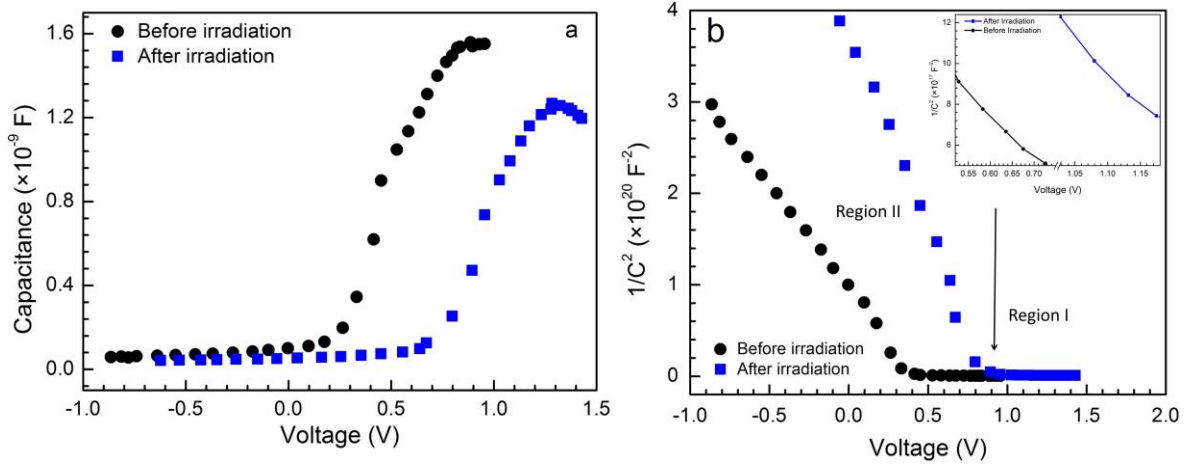 Before irradiation
After irradiation
a
1.6
1.2
0.8
0.4
0.0
Capacitance (×10⁻⁹ F)
-1.0 -0.5 0.0 0.5 1.0 1.5
Voltage (V)
b
4
3
2
1
0
1/C² (×10²⁰ F⁻²)
-1.0 -0.5 0.0 0.5 1.0 1.5 2.0
Voltage (V)
Region II
Region I
Before irradiation
After irradiation
After Irradiation
Before Irradiation
12
10
8
6
1/C² (×10¹⁷ F⁻²)
0.55 0.60 0.65 0.70 1.05 1.10 1.15
Voltage (V)